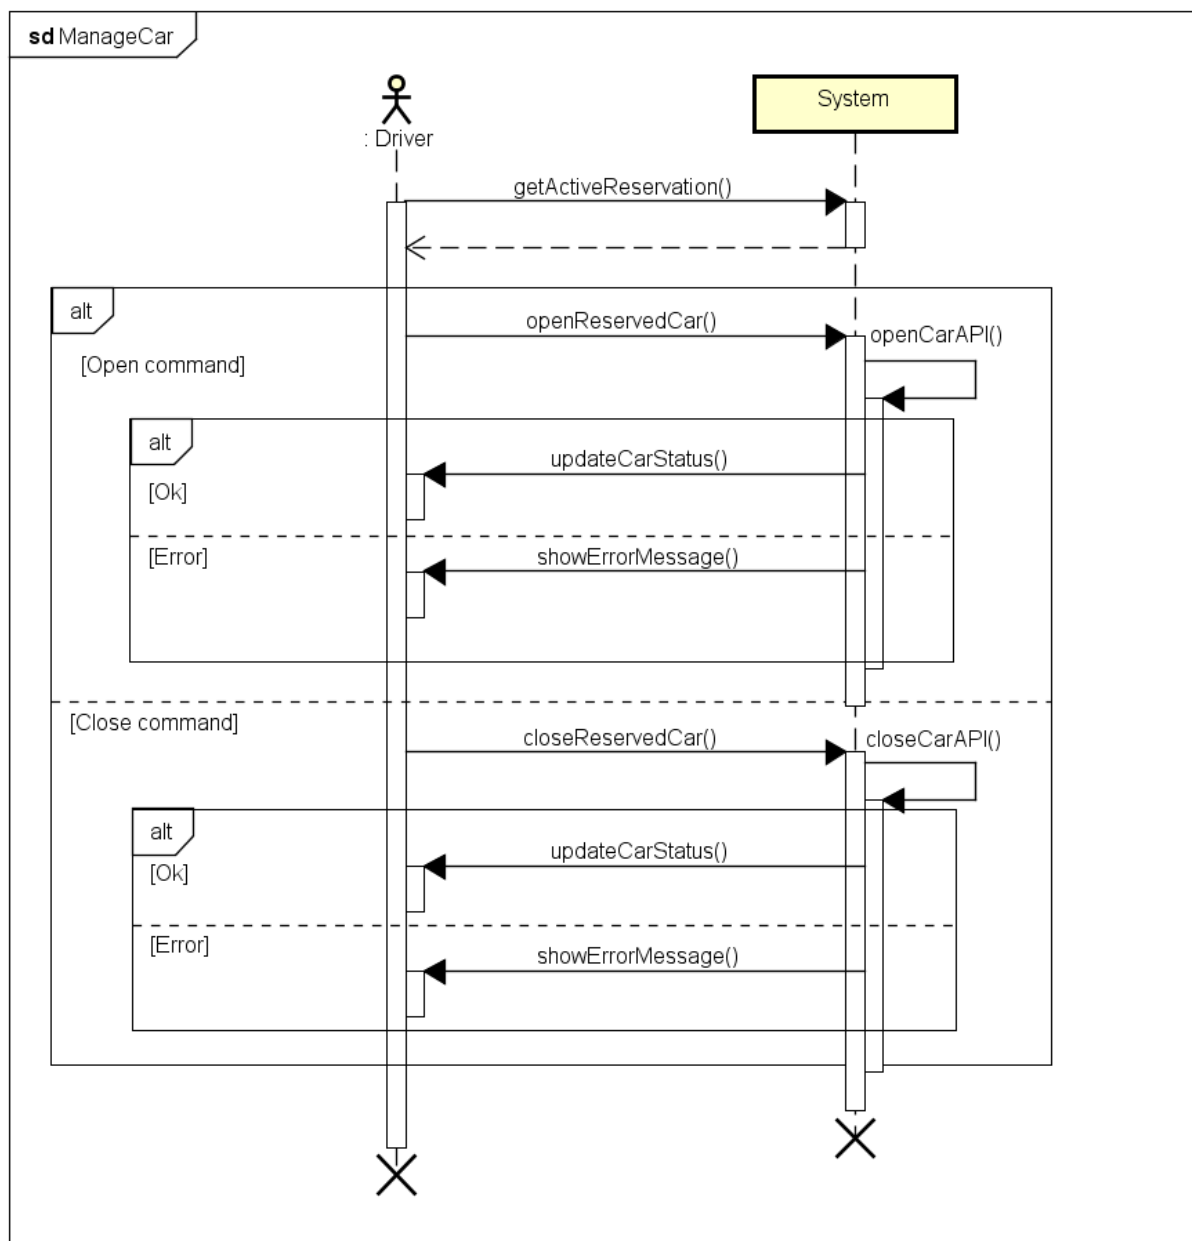 sd ManageCar
System
: Driver
getActiveReservation()
alt
openReservedCar()
openCarAPI()
[Open command]
alt
updateCarStatus()
[Ok]
[Error]
showErrorMessage()
[Close command]
closeReservedCar()
closeCarAPI()
alt
updateCarStatus()
[Ok]
[Error]
showErrorMessage()